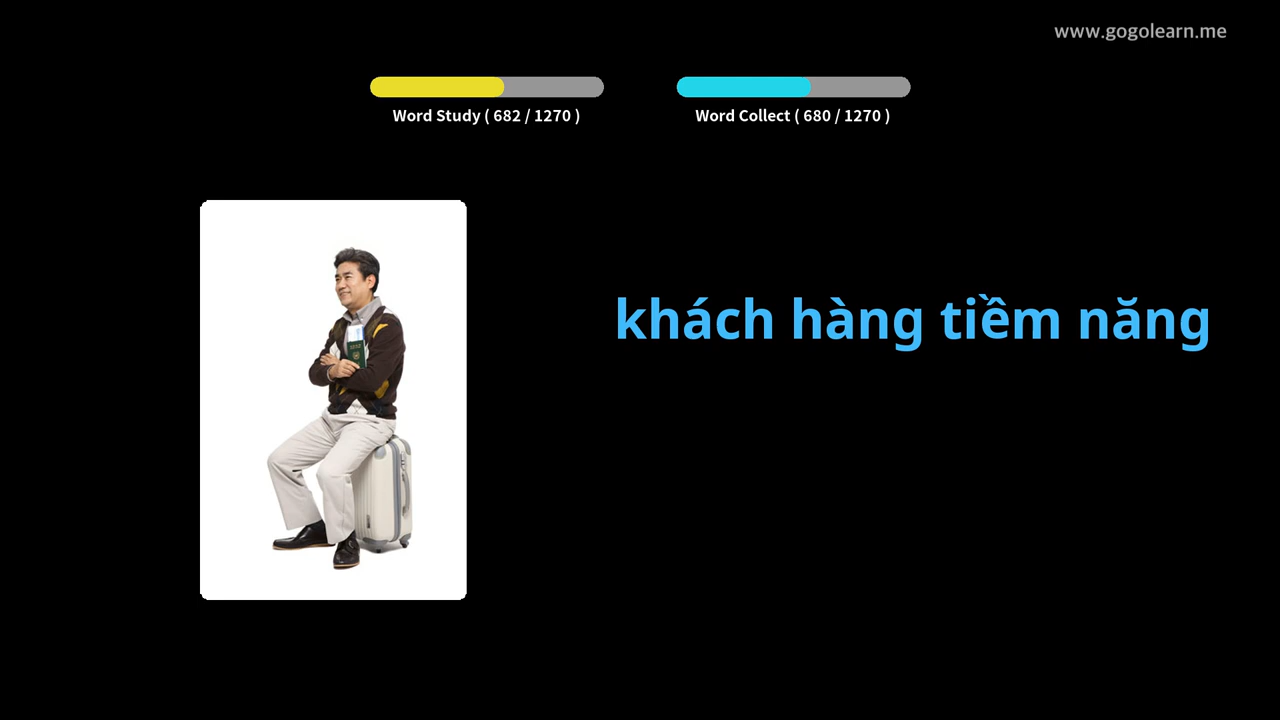 www.gogolearn.me
Word Study ( 682 / 1270 )
Word Collect ( 680 / 1270 )
khách hàng tiềm năng